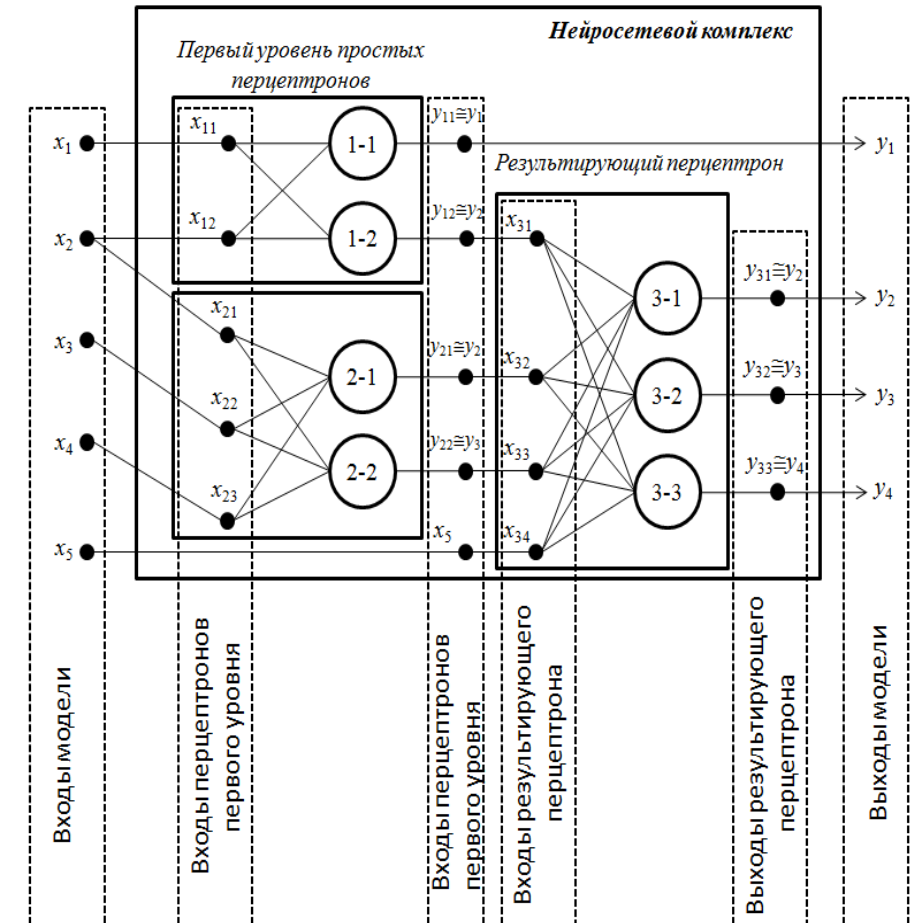 Нейросетевой комплекс
Первый уровень простых
перцептронов
x1
x11
1-1
y11≅y1
y1
Результирующий перцептрон
x2
x12
1-2
y12≅y2
x31
x21
3-1
y31≅y2
y2
x3
2-1
y21≅y2
x32
x22
3-2
y32≅y3
y3
x4
2-2
y22≅y3
x33
x23
3-3
y33≅y4
y4
x5
x5
x34
Входы модели
Входы перцептронов
первого уровня
Входы перцептронов
первого уровня
Входы результирующего
перцептрона
Выходы результирующего
перцептрона
Выходы модели